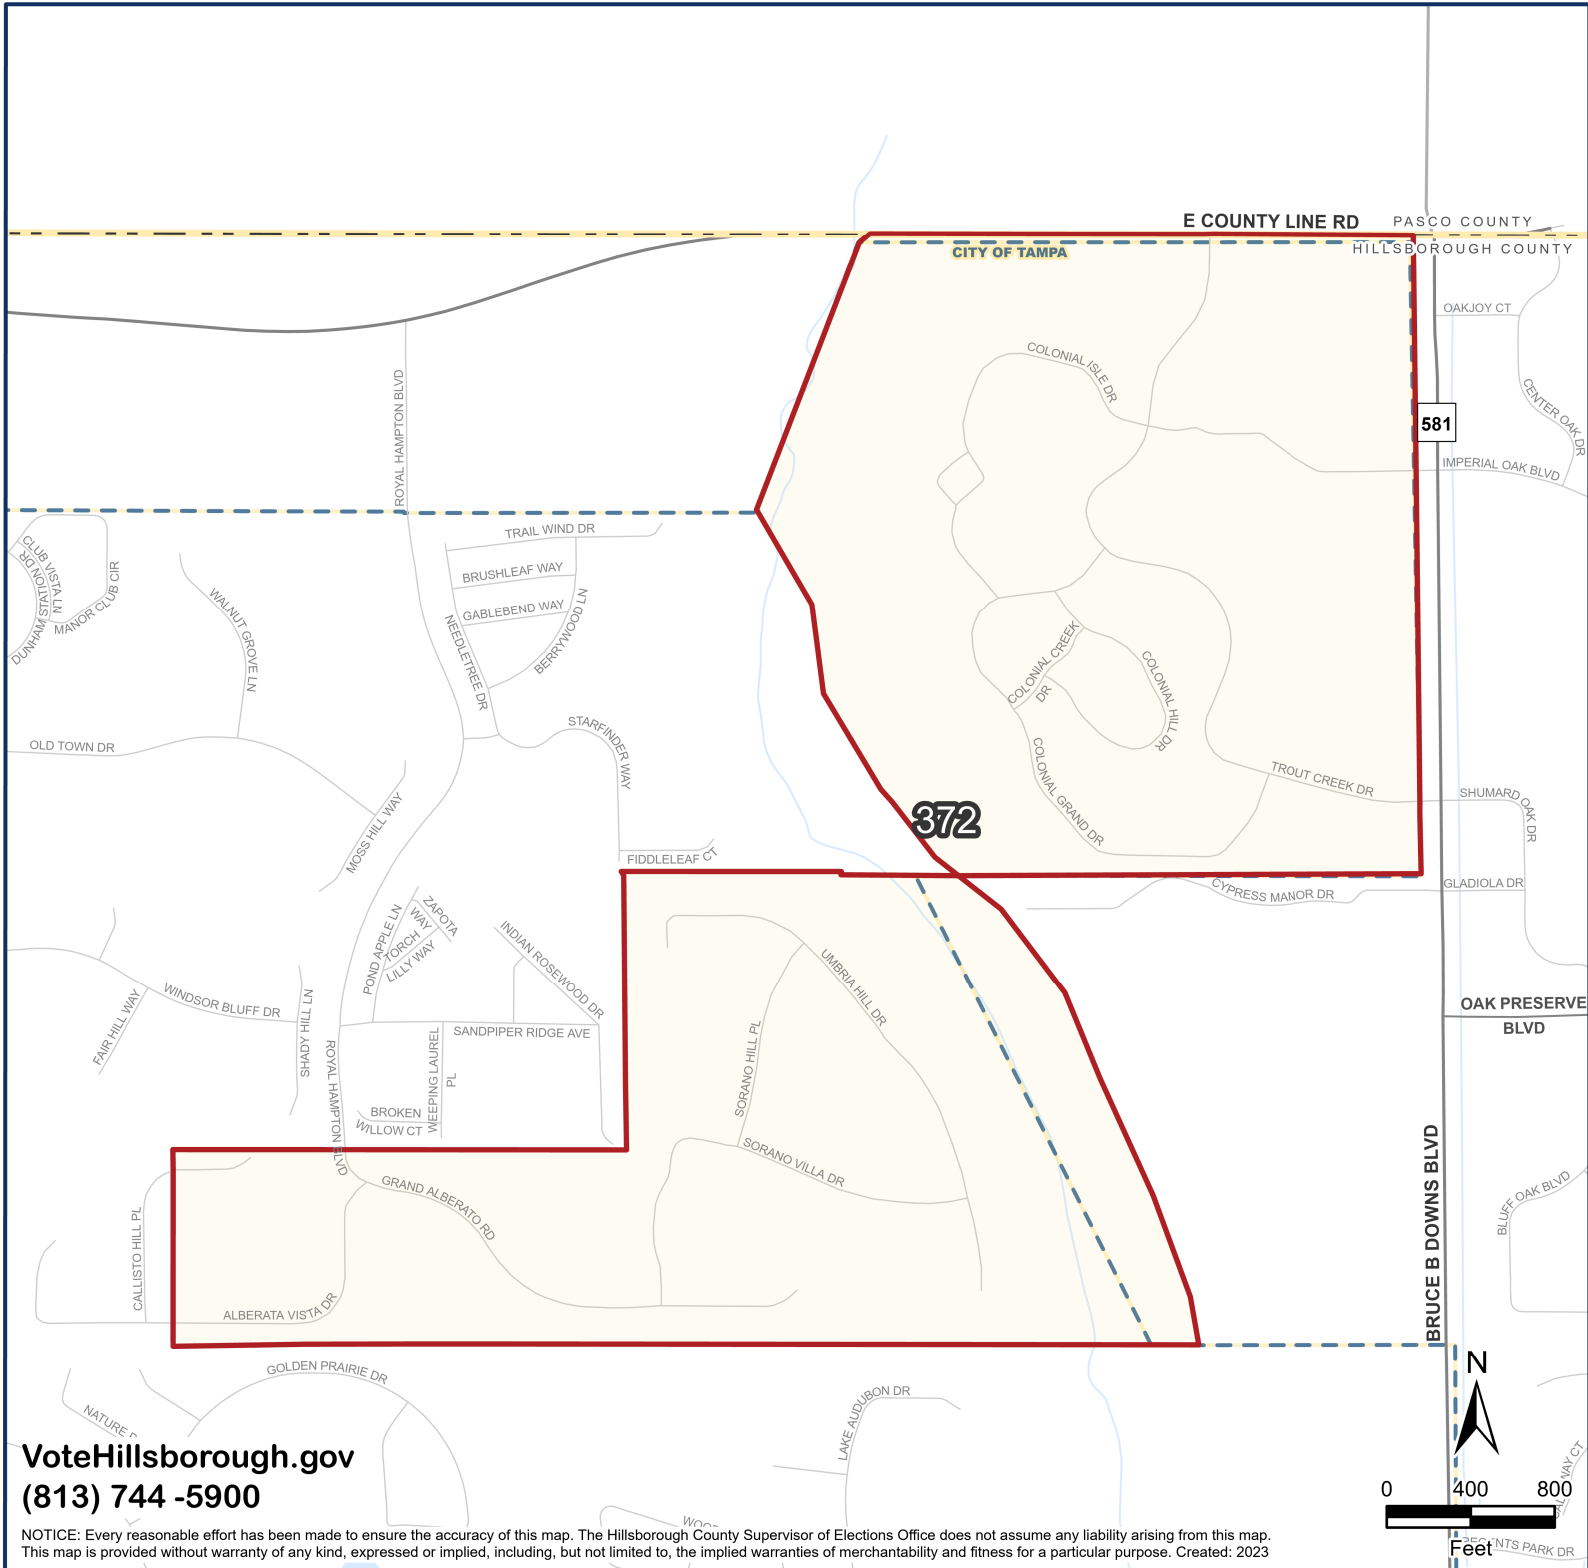 E COUNTY LINE RD
PASCO COUNTY
HILLSBOROUGH COUNTY
CITY OF TAMPA
OAKJOY CT
COLONIAL ISLE DR
CENTER OAK DR
ROYAL HAMPTON BLVD
581
IMPERIAL OAK BLVD
TRAIL WIND DR
CLUB VISTA LN
DUNHAM STATION DR
MANOR CLUB CIR
BRUSHLEAF WAY
WALNUT GROVE LN
GABLEBEND WAY
BERRYWOOD LN
NEEDLETREE DR
COLONIAL CREEK
DR
COLONIAL HILL DR
STARFINDER WAY
OLD TOWN DR
COLONIAL GRAND DR
TROUT CREEK DR
SHUMARD OAK DR
MOSS HILL WAY
372
FIDDLELEAF CT
CYPRESS MANOR DR
GLADIOLA DR
POND APPLE LN
ZAPOTA
WAY
TORCH
LILLY WAY
INDIAN ROSEWOOD DR
UMBRIA HILL DR
WINDSOR BLUFF DR
FAIR HILL WAY
SHADY HILL LN
SANDPIPER RIDGE AVE
OAK PRESERVE
BLVD
ROYAL HAMPTON BLVD
WEEPING LAUREL
PL
SORANO HILL PL
BROKEN
WILLOW CT
SORANO VILLA DR
GRAND ALBERATO RD
BLUFF OAK BLVD
CALLISTO HILL PL
BRUCE B DOWNS BLVD
ALBERATA VISTA DR
GOLDEN PRAIRIE DR
NATURE
LAKE AUDUBON DR
N
VoteHillsborough.gov
(813) 744 -5900
0 400 800
Feet
WAY CT
PARK DR
NOTICE: Every reasonable effort has been made to ensure the accuracy of this map. The Hillsborough County Supervisor of Elections Office does not assume any liability arising from this map.
This map is provided without warranty of any kind, expressed or implied, including, but not limited to, the implied warranties of merchantability and fitness for a particular purpose. Created: 2023